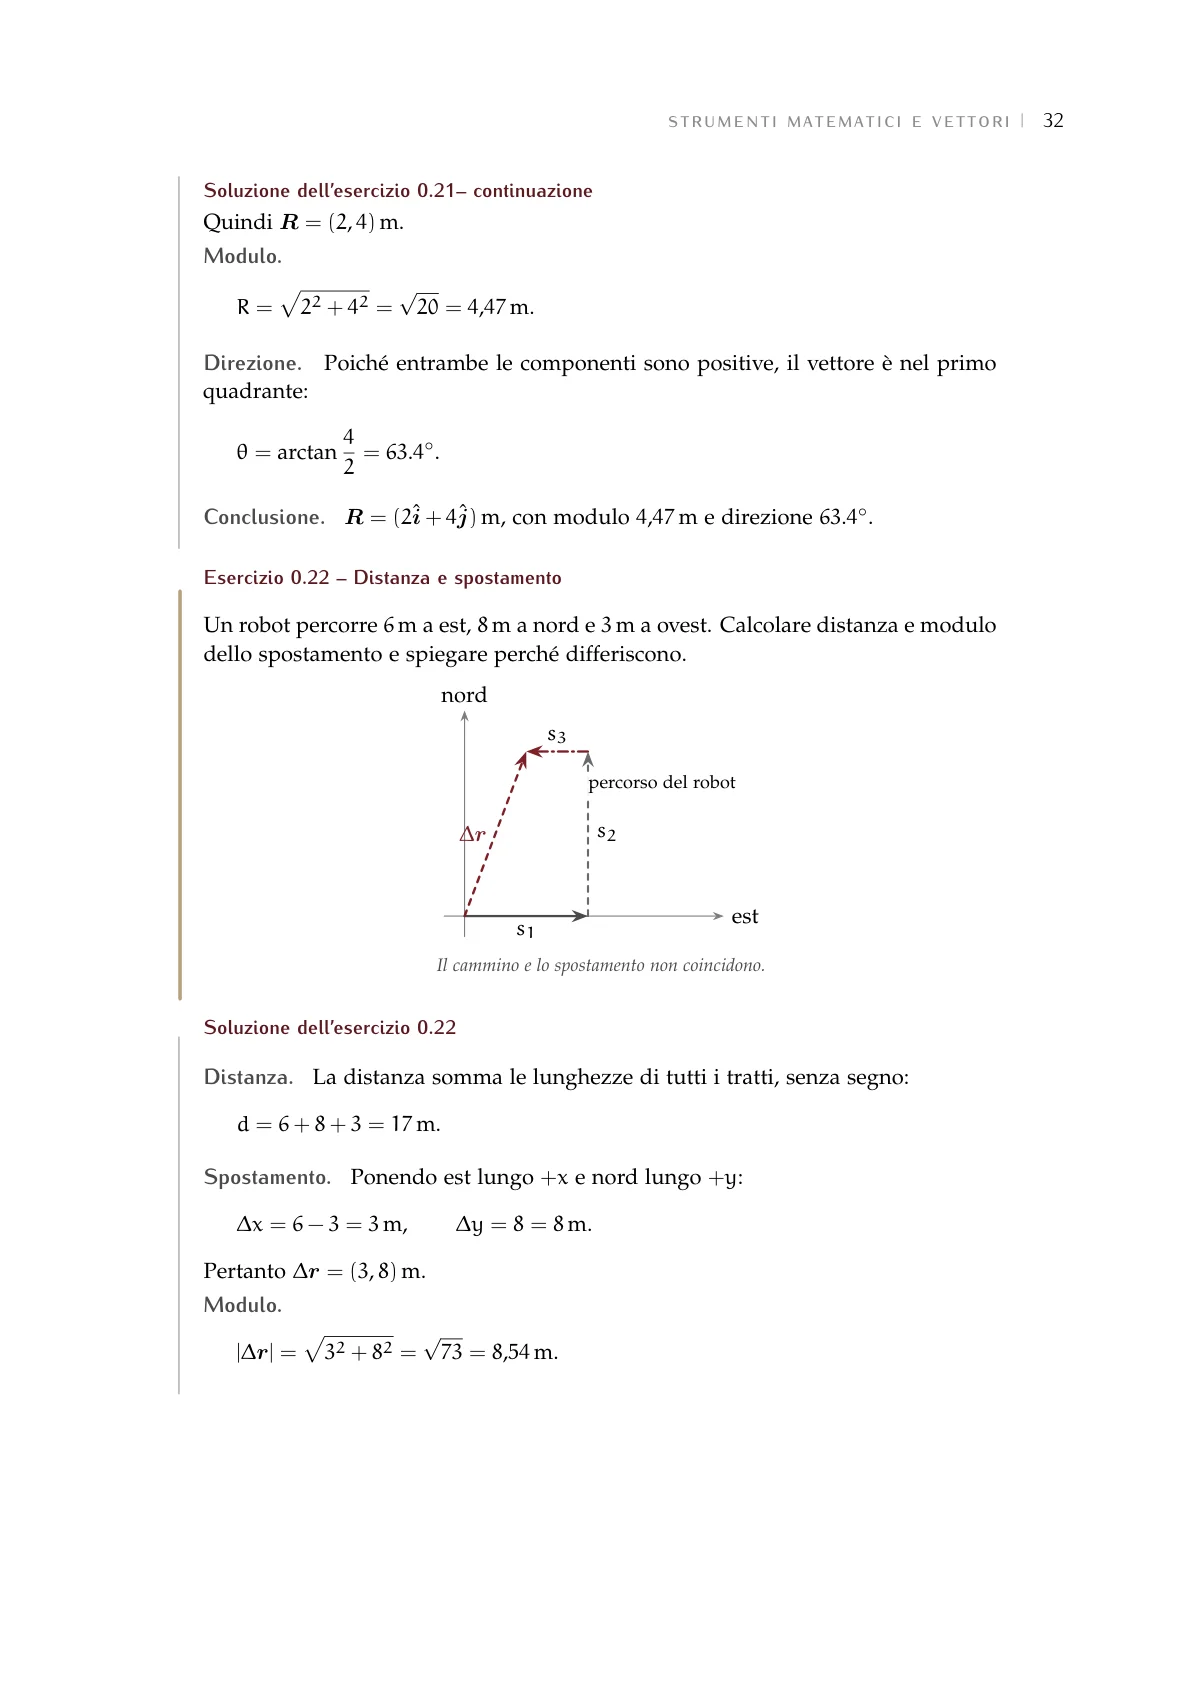 STRUMENTI MATEMATICI E VETTORI | 32
Soluzione dell'esercizio 0.21– continuazione
Quindi R = (2, 4) m.
Modulo.
R = √(2² + 4²) = √20 = 4,47 m.
Direzione. Poiché entrambe le componenti sono positive, il vettore è nel primo
quadrante:
θ = arctan 4/2 = 63.4°.
Conclusione. R = (2î + 4ĵ) m, con modulo 4,47 m e direzione 63.4°.
Esercizio 0.22 – Distanza e spostamento
Un robot percorre 6 m a est, 8 m a nord e 3 m a ovest. Calcolare distanza e modulo
dello spostamento e spiegare perché differiscono.
nord
s₃
percorso del robot
Δr
s₂
est
s₁
Il cammino e lo spostamento non coincidono.
Soluzione dell'esercizio 0.22
Distanza. La distanza somma le lunghezze di tutti i tratti, senza segno:
d = 6 + 8 + 3 = 17 m.
Spostamento. Ponendo est lungo +x e nord lungo +y:
Δx = 6 − 3 = 3 m, Δy = 8 = 8 m.
Pertanto Δr = (3, 8) m.
Modulo.
|Δr| = √(3² + 8²) = √73 = 8,54 m.